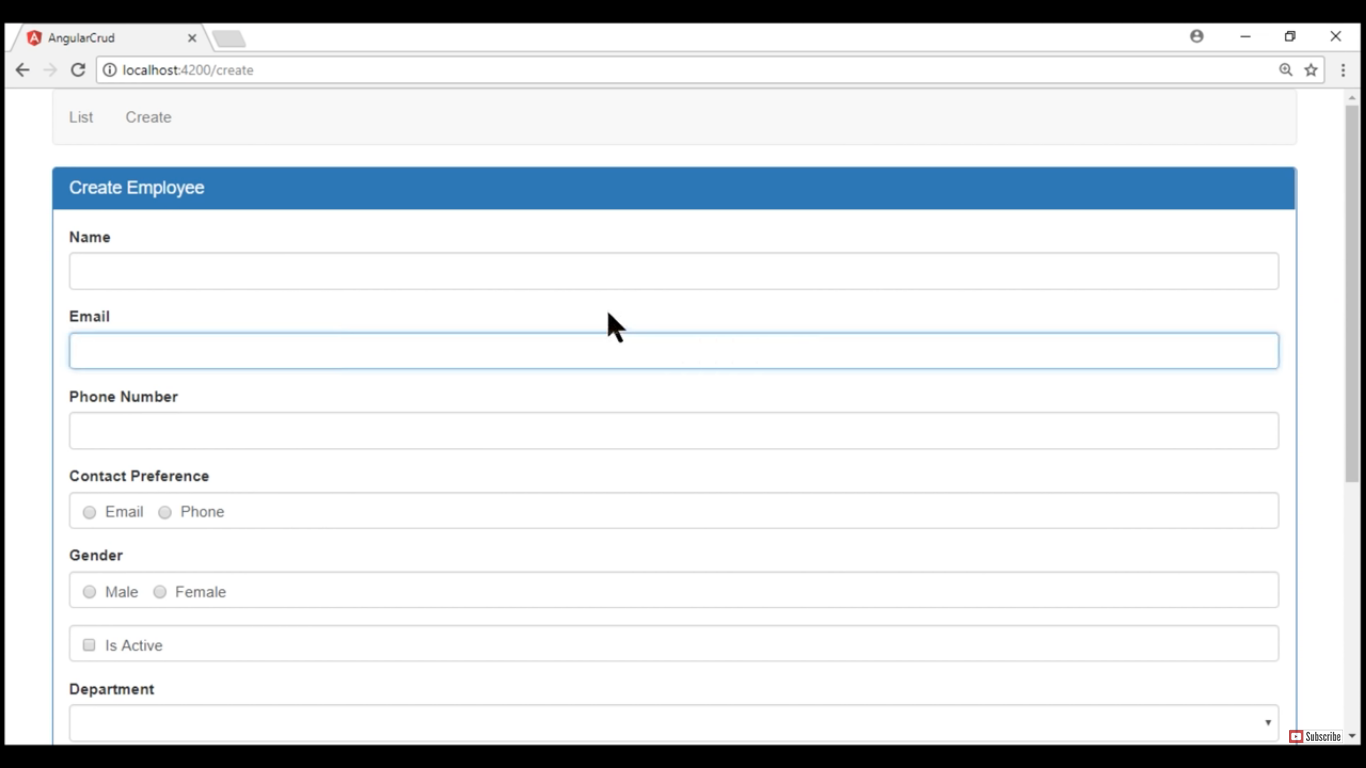 AngularCrud
localhost:4200/create
List Create
Create Employee
Name
Email
Phone Number
Contact Preference
Email Phone
Gender
Male Female
Is Active
Department
Subscribe